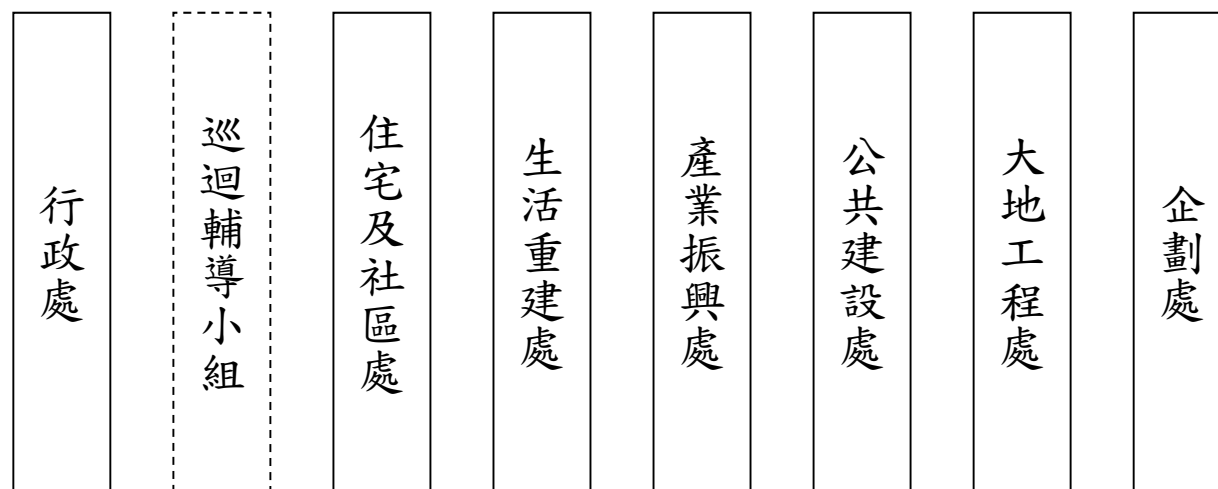 企劃處
大地工程處
公共建設處
產業振興處
生活重建處
住宅及社區處
巡迴輔導小組
行政處